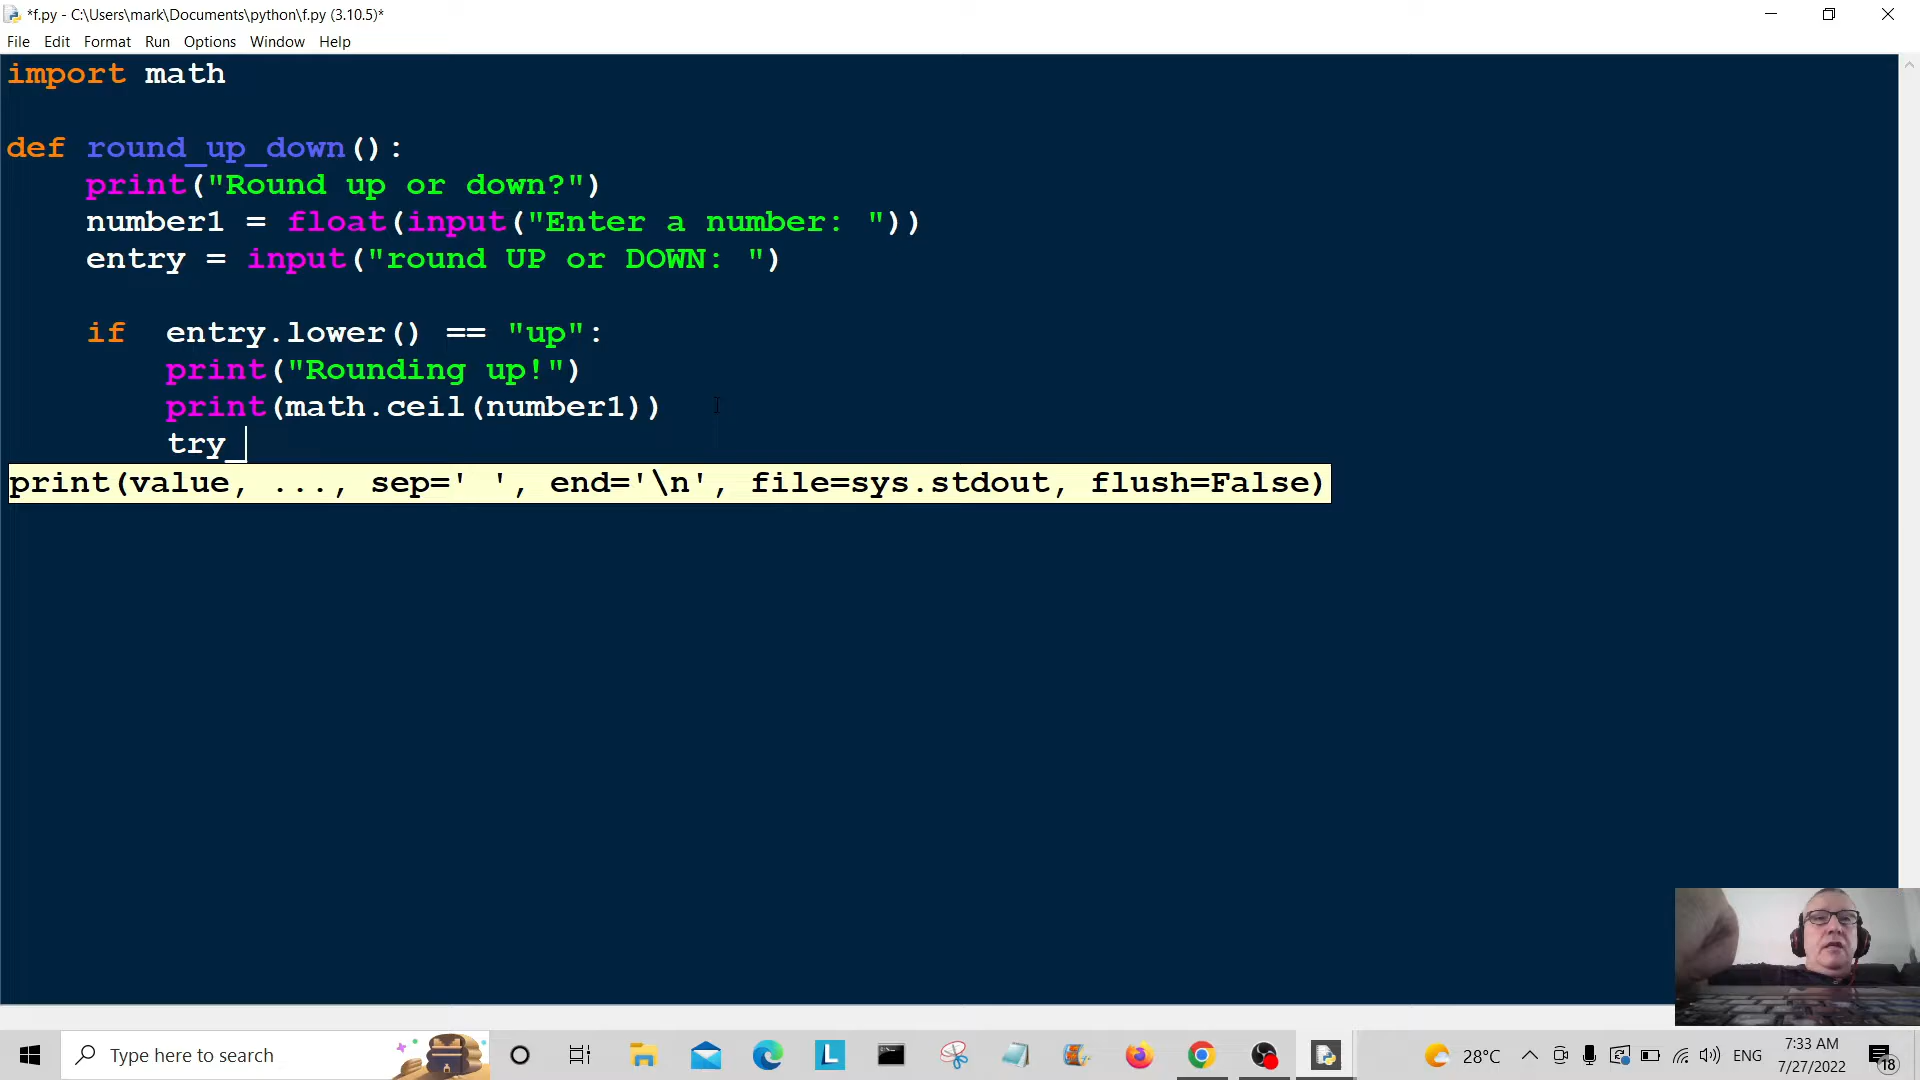 *f.py - C:\Users\mark\Documents\python\f.py (3.10.5)*
File Edit Format Run Options Window Help
import math
def round_up_down():
    print("Round up or down?")
    number1 = float(input("Enter a number: "))
    entry = input("round UP or DOWN: ")
    if  entry.lower() == "up":
        print("Rounding up!")
        print(math.ceil(number1))
        try_
print(value, ..., sep=' ', end='\n', file=sys.stdout, flush=False)
Type here to search
L
28°C
ENG
7:33 AM
7/27/2022
18